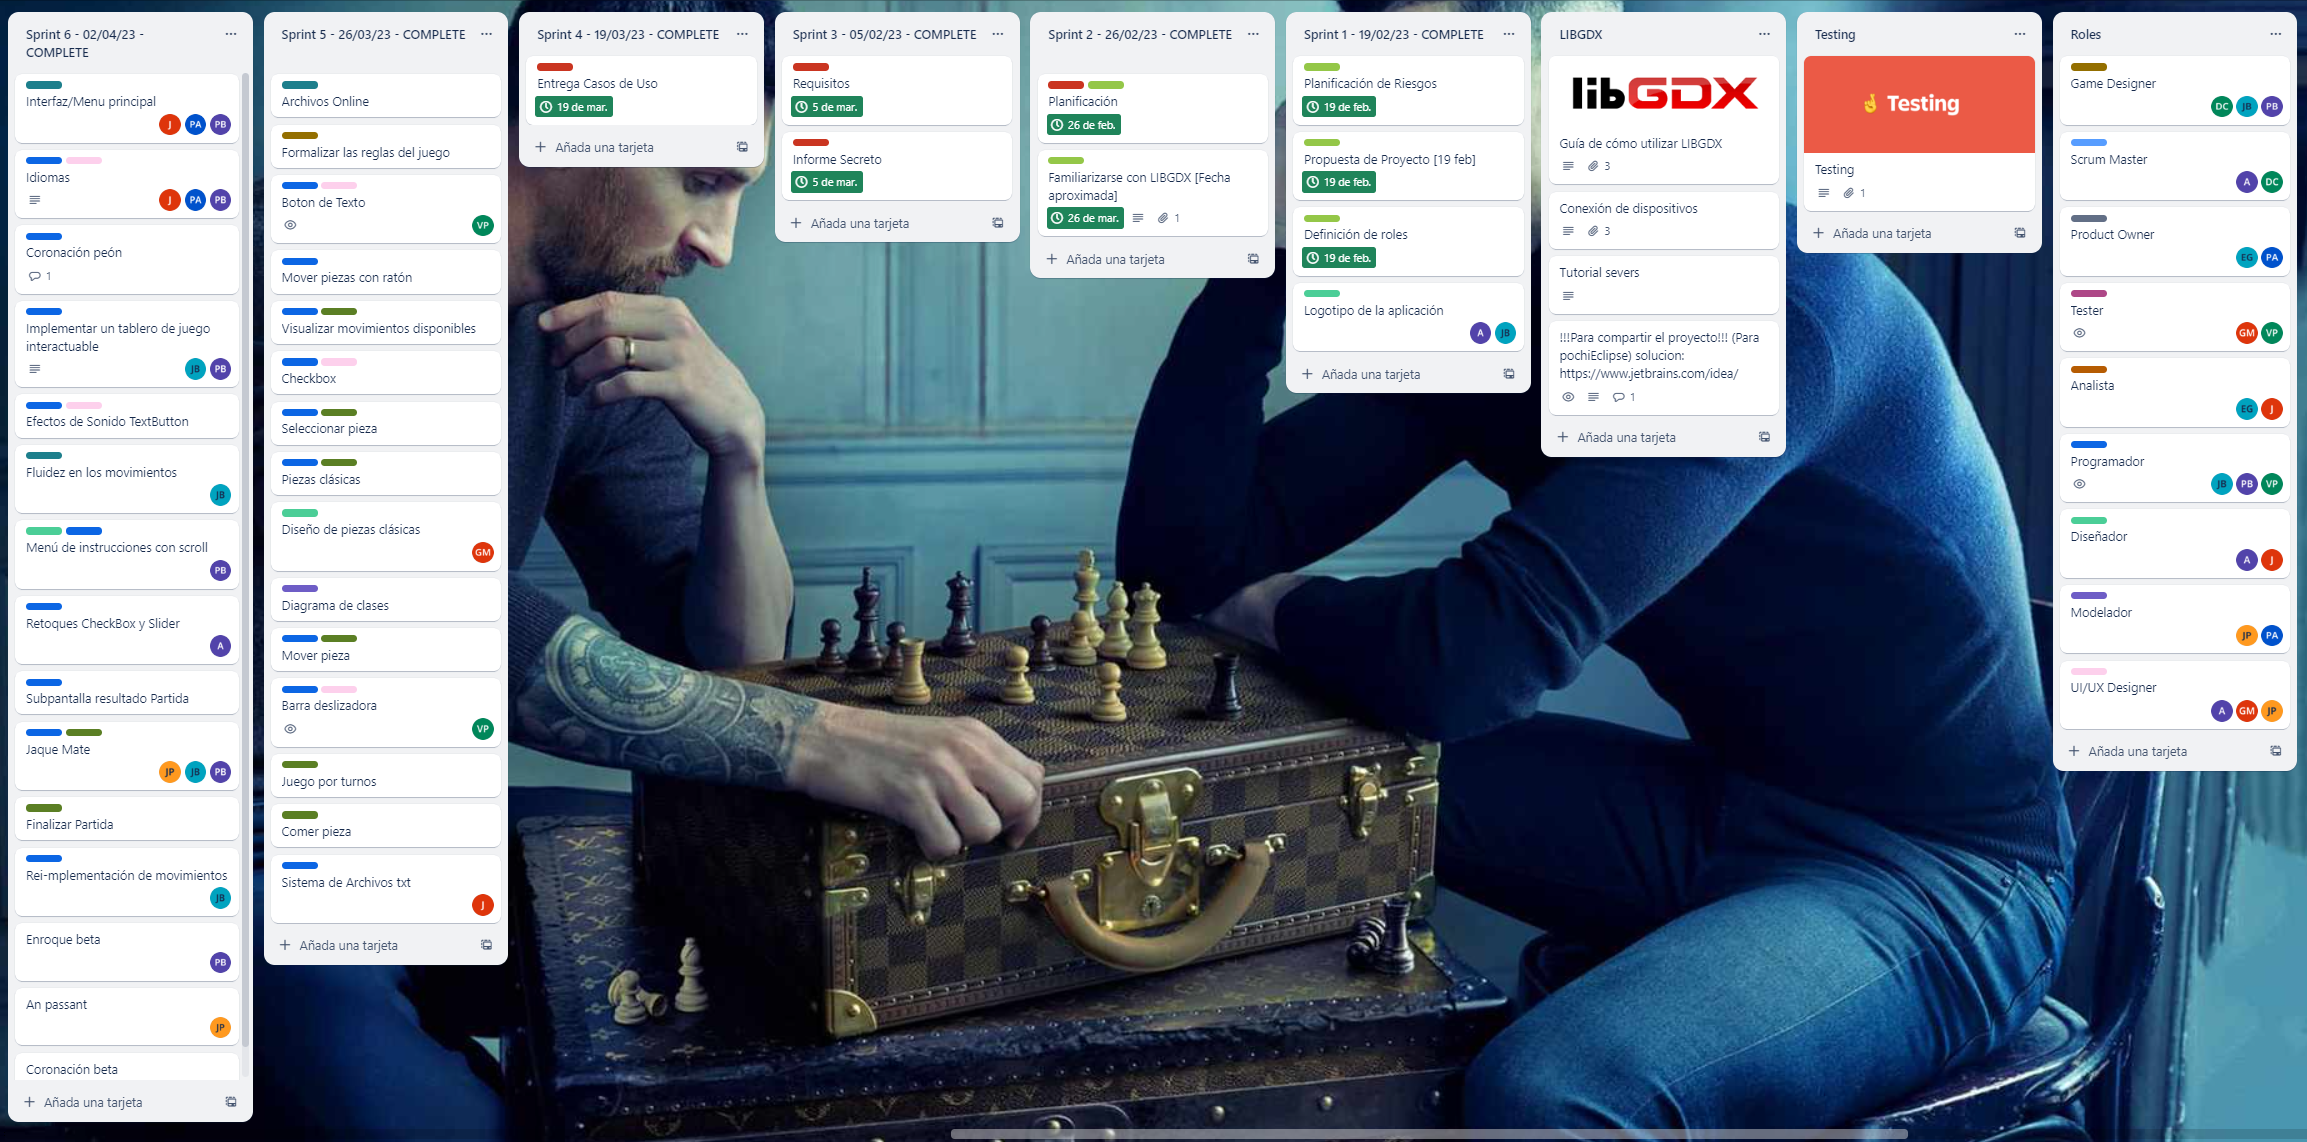 Sprint 6 - 02/04/23 -
COMPLETE
Interfaz/Menu principal
J PA PB
Idiomas
J PA PB
Coronación peón
1
Implementar un tablero de juego
interactuable
JB PB
Efectos de Sonido TextButton
Fluidez en los movimientos
JB
Menú de instrucciones con scroll
PB
Retoques CheckBox y Slider
A
Subpantalla resultado Partida
Jaque Mate
JP JB PB
Finalizar Partida
Rei-mplementación de movimientos
JB
Enroque beta
PB
An passant
JP
Coronación beta
Añada una tarjeta
Sprint 5 - 26/03/23 - COMPLETE
Archivos Online
Formalizar las reglas del juego
Boton de Texto
VP
Mover piezas con ratón
Visualizar movimientos disponibles
Checkbox
Seleccionar pieza
Piezas clásicas
Diseño de piezas clásicas
GM
Diagrama de clases
Mover pieza
Barra deslizadora
VP
Juego por turnos
Comer pieza
Sistema de Archivos txt
J
Añada una tarjeta
Sprint 4 - 19/03/23 - COMPLETE
Entrega Casos de Uso
19 de mar.
Añada una tarjeta
Sprint 3 - 05/02/23 - COMPLETE
Requisitos
5 de mar.
Informe Secreto
5 de mar.
Añada una tarjeta
Sprint 2 - 26/02/23 - COMPLETE
Planificación
26 de feb.
Familiarizarse con LIBGDX [Fecha
aproximada]
26 de mar. 1
Añada una tarjeta
Sprint 1 - 19/02/23 - COMPLETE
Planificación de Riesgos
19 de feb.
Propuesta de Proyecto [19 feb]
19 de feb.
Definición de roles
19 de feb.
Logotipo de la aplicación
A JB
Añada una tarjeta
LIBGDX
libGDX
Guía de cómo utilizar LIBGDX
3
Conexión de dispositivos
3
Tutorial severs
!!!Para compartir el proyecto!!! (Para
pochiEclipse) solucion:
https://www.jetbrains.com/idea/
1
Añada una tarjeta
Testing
🤞 Testing
Testing
1
Añada una tarjeta
Roles
Game Designer
DC JB PB
Scrum Master
A DC
Product Owner
EG PA
Tester
GM VP
Analista
EG J
Programador
JB PB VP
Diseñador
A J
Modelador
JP PA
UI/UX Designer
A GM JP
Añada una tarjeta